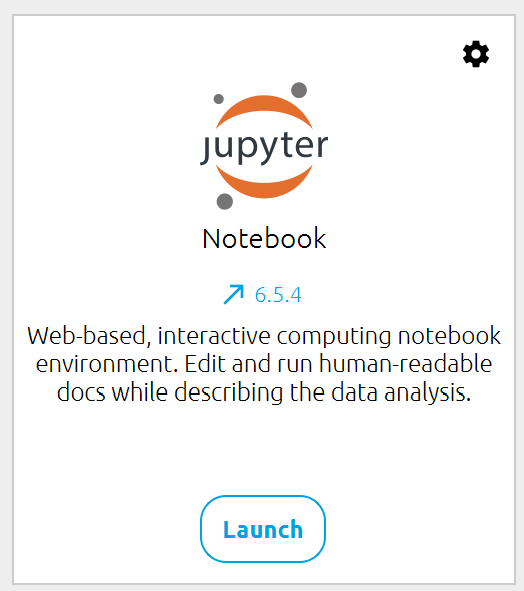 jupyter
Notebook
6.5.4
Web-based, interactive computing notebook
environment. Edit and run human-readable
docs while describing the data analysis.
Launch